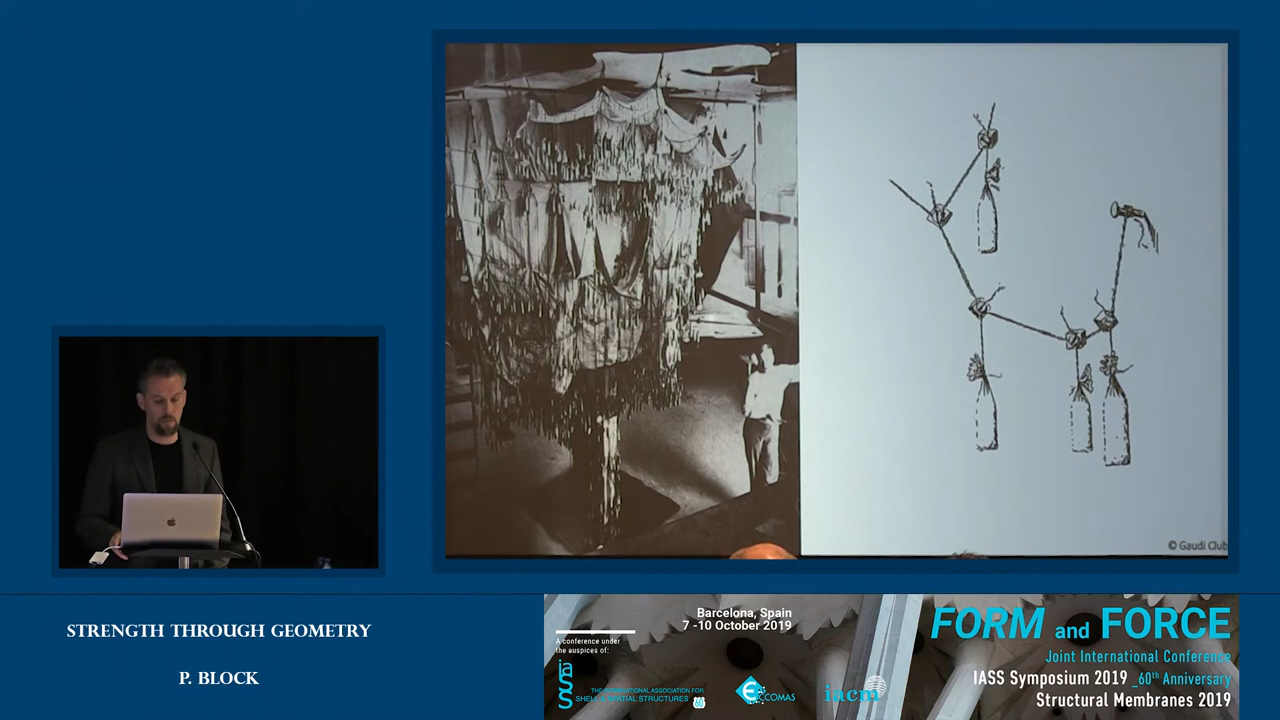 © Gaudi Club
STRENGTH THROUGH GEOMETRY
P. BLOCK
Barcelona, Spain
7 -10 October 2019
A conference under
the auspices of:
iass
THE INTERNATIONAL ASSOCIATION FOR
SHELL AND SPATIAL STRUCTURES
ECCOMAS
iacm
FORM and FORCE
Joint International Conference
IASS Symposium 2019 _60th Anniversary
Structural Membranes 2019